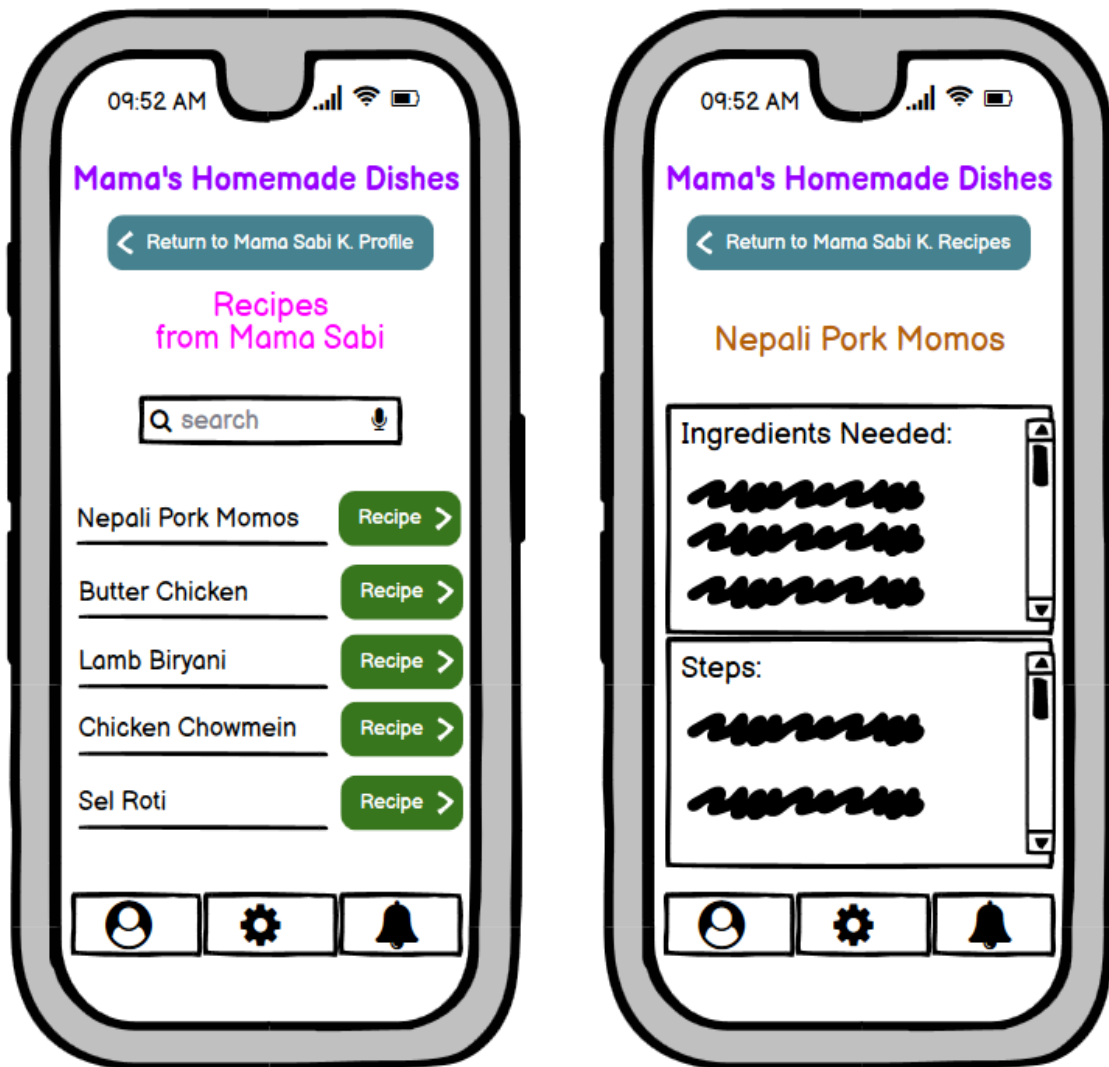 09:52 AM
Mama's Homemade Dishes
Return to Mama Sabi K. Profile
Recipes
from Mama Sabi
search
Nepali Pork Momos
Recipe
Butter Chicken
Recipe
Lamb Biryani
Recipe
Chicken Chowmein
Recipe
Sel Roti
Recipe
09:52 AM
Mama's Homemade Dishes
Return to Mama Sabi K. Recipes
Nepali Pork Momos
Ingredients Needed:
Steps: